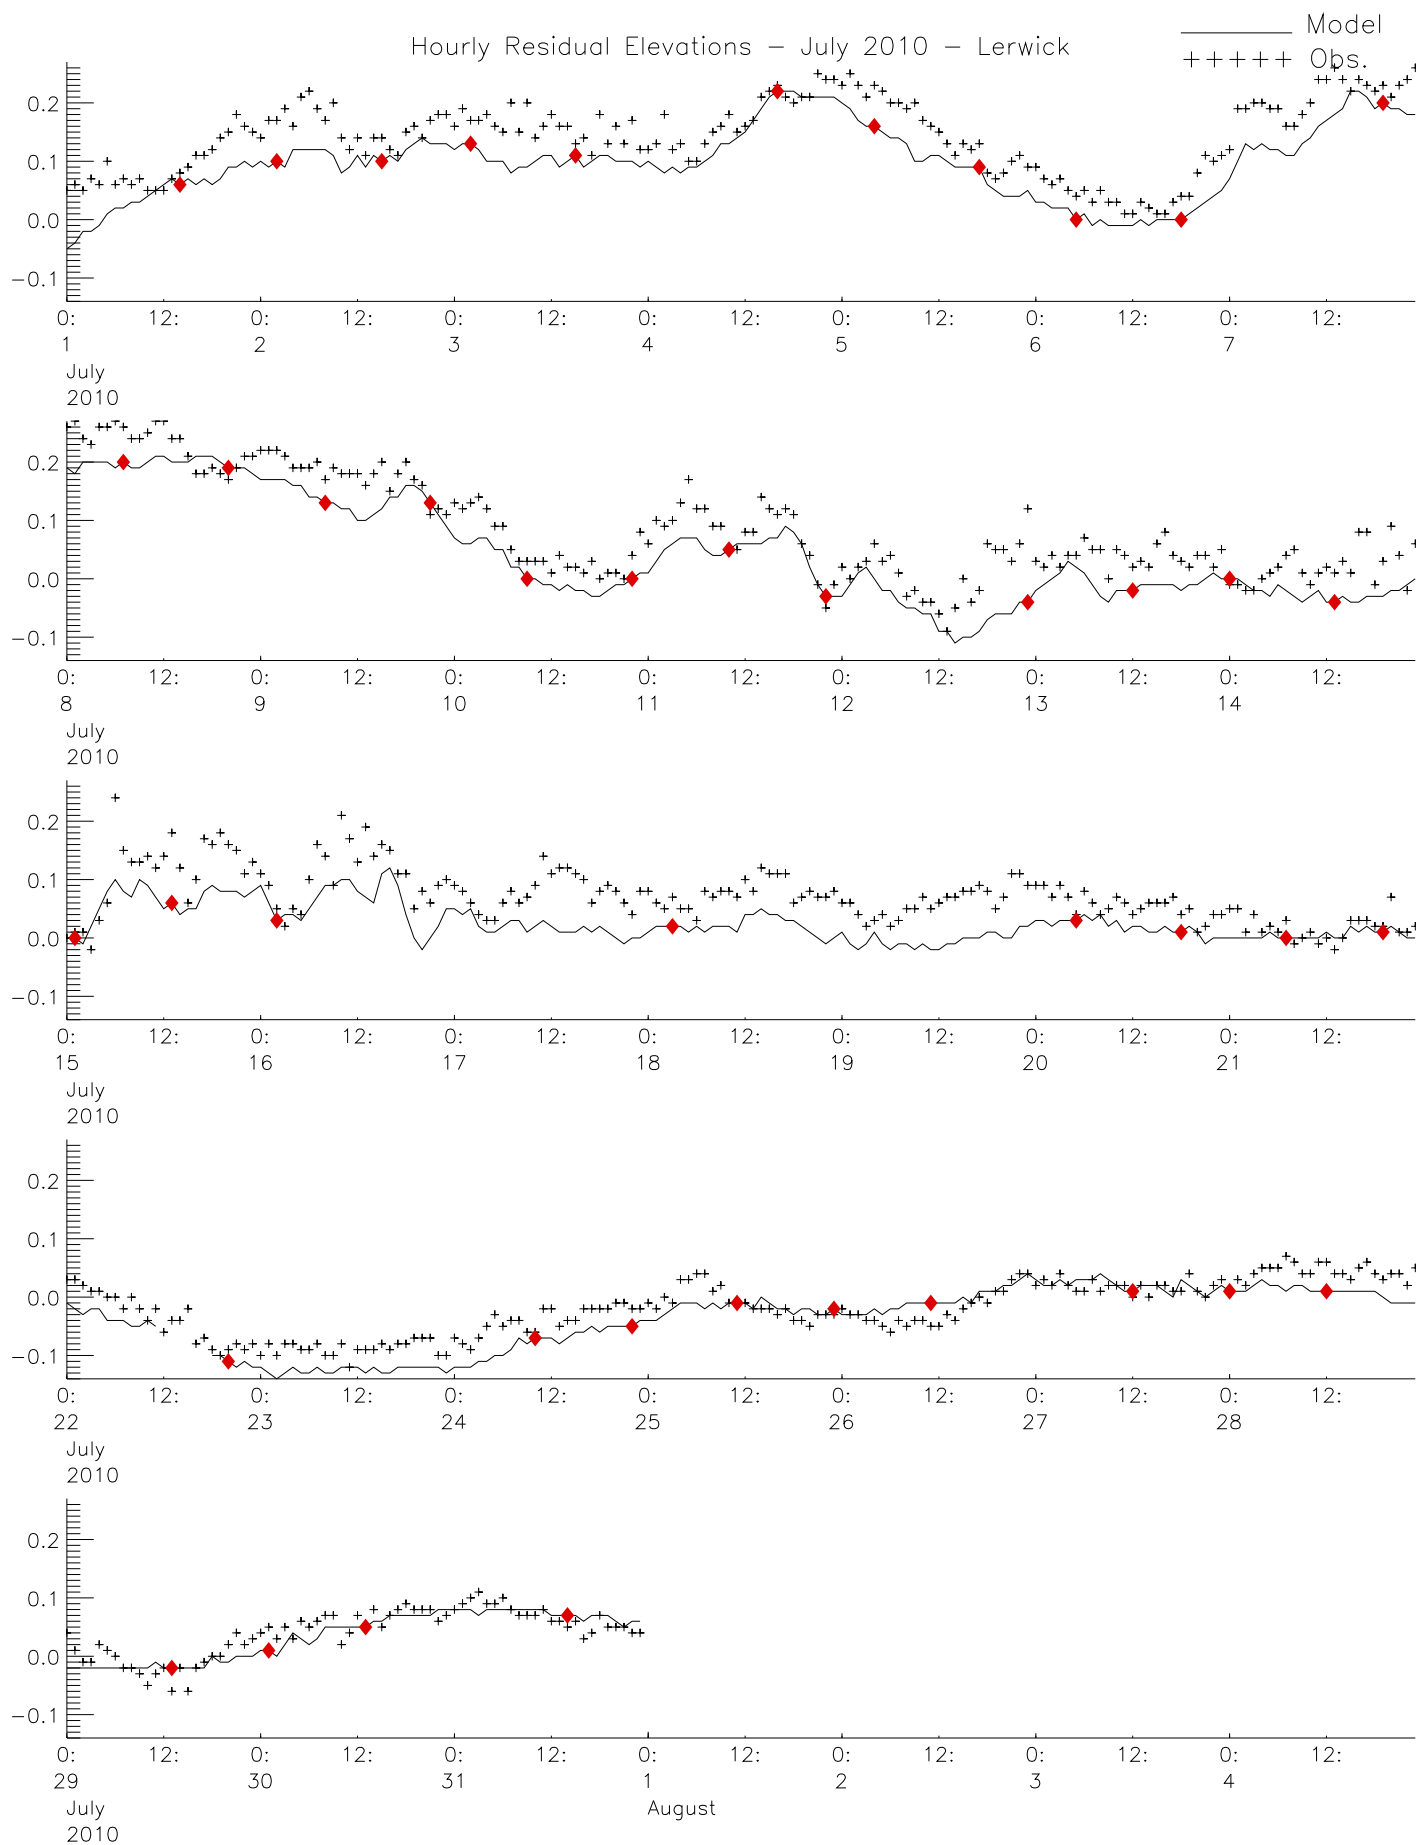 Model
Hourly Residual Elevations − July 2010 − Lerwick
+++++ Obs.
0.2
0.1
0.0
−0.1
0: 12: 0: 12: 0: 12: 0: 12: 0: 12: 0: 12: 0: 12:
1 2 3 4 5 6 7
July
2010
0.2
0.1
0.0
−0.1
0: 12: 0: 12: 0: 12: 0: 12: 0: 12: 0: 12: 0: 12:
8 9 10 11 12 13 14
July
2010
0.2
0.1
0.0
−0.1
0: 12: 0: 12: 0: 12: 0: 12: 0: 12: 0: 12: 0: 12:
15 16 17 18 19 20 21
July
2010
0.2
0.1
0.0
−0.1
0: 12: 0: 12: 0: 12: 0: 12: 0: 12: 0: 12: 0: 12:
22 23 24 25 26 27 28
July
2010
0.2
0.1
0.0
−0.1
0: 12: 0: 12: 0: 12: 0: 12: 0: 12: 0: 12: 0: 12:
29 30 31 1 2 3 4
July August
2010